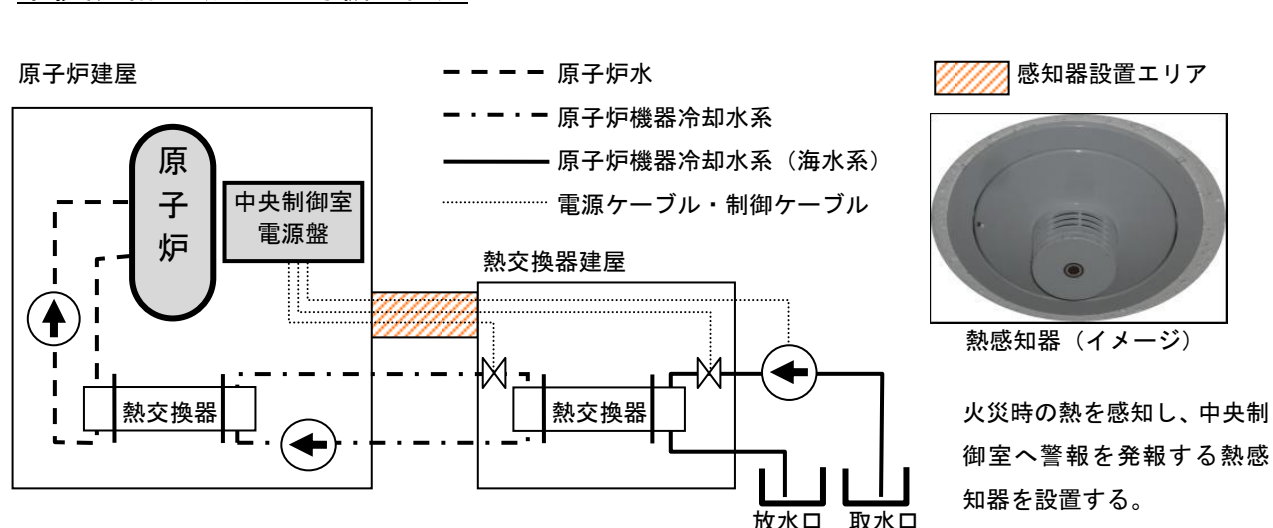 原子炉建屋
原子炉水
原子炉機器冷却水系
原子炉機器冷却水系（海水系）
電源ケーブル・制御ケーブル
感知器設置エリア
原子炉
中央制御室
電源盤
熱交換器建屋
熱交換器
熱交換器
放水口
取水口
熱感知器（イメージ）
火災時の熱を感知し、中央制
御室へ警報を発報する熱感
知器を設置する。